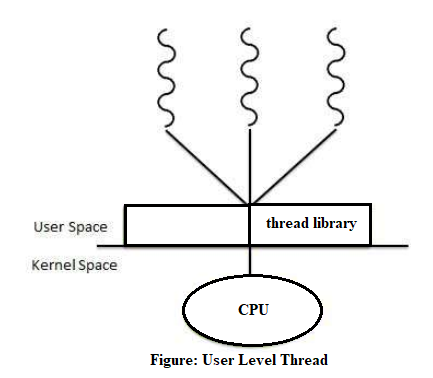 thread library
User Space
Kernel Space
CPU
Figure: User Level Thread